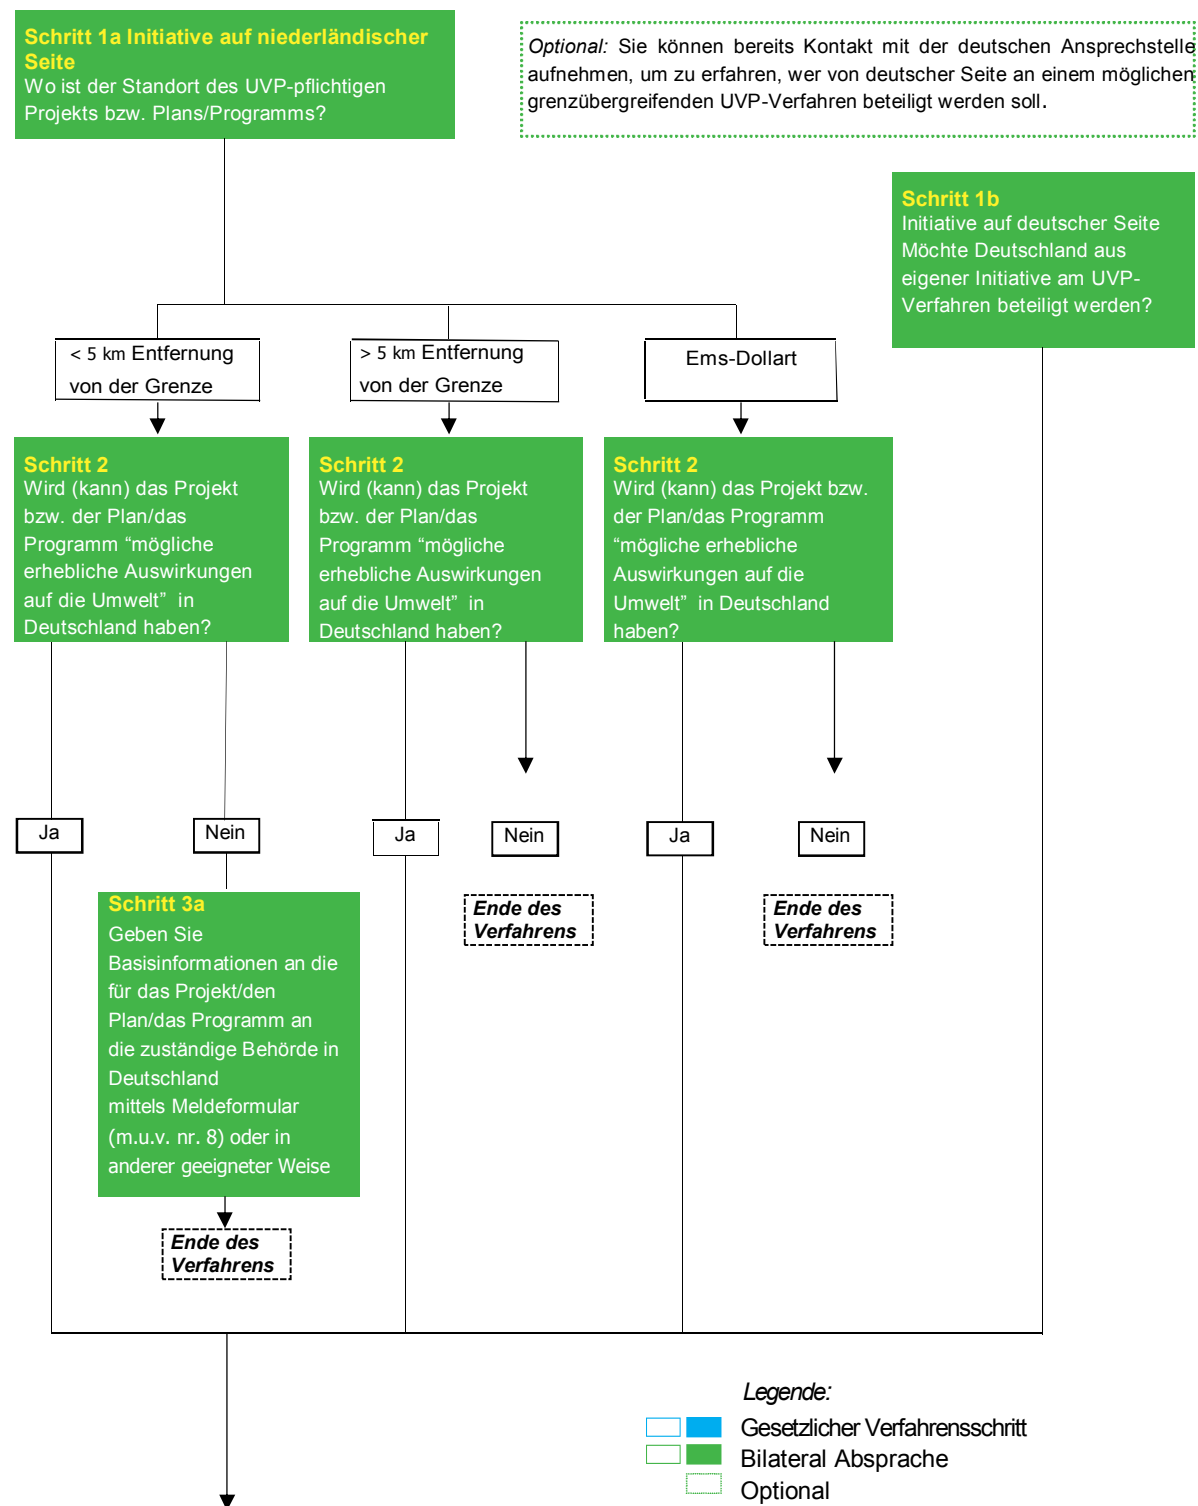 Schritt 1a Initiative auf niederländischer
Seite
Wo ist der Standort des UVP-pflichtigen
Projekts bzw. Plans/Programms?
Optional: Sie können bereits Kontakt mit der deutschen Ansprechstelle
aufnehmen, um zu erfahren, wer von deutscher Seite an einem möglichen
grenzübergreifenden UVP-Verfahren beteiligt werden soll.
Schritt 1b
Initiative auf deutscher Seite
Möchte Deutschland aus
eigener Initiative am UVP-
Verfahren beteiligt werden?
< 5 km Entfernung
von der Grenze
> 5 km Entfernung
von der Grenze
Ems-Dollart
Schritt 2
Wird (kann) das Projekt
bzw. der Plan/das
Programm “mögliche
erhebliche Auswirkungen
auf die Umwelt” in
Deutschland haben?
Schritt 2
Wird (kann) das Projekt
bzw. der Plan/das
Programm “mögliche
erhebliche Auswirkungen
auf die Umwelt” in
Deutschland haben?
Schritt 2
Wird (kann) das Projekt bzw.
der Plan/das Programm
“mögliche erhebliche
Auswirkungen auf die
Umwelt” in Deutschland
haben?
Ja
Nein
Ja
Nein
Ja
Nein
Schritt 3a
Geben Sie
Basisinformationen an die
für das Projekt/den
Plan/das Programm an
die zuständige Behörde in
Deutschland
mittels Meldeformular
(m.u.v. nr. 8) oder in
anderer geeigneter Weise
Ende des
Verfahrens
Ende des
Verfahrens
Ende des
Verfahrens
Legende:
Gesetzlicher Verfahrensschritt
Bilateral Absprache
Optional